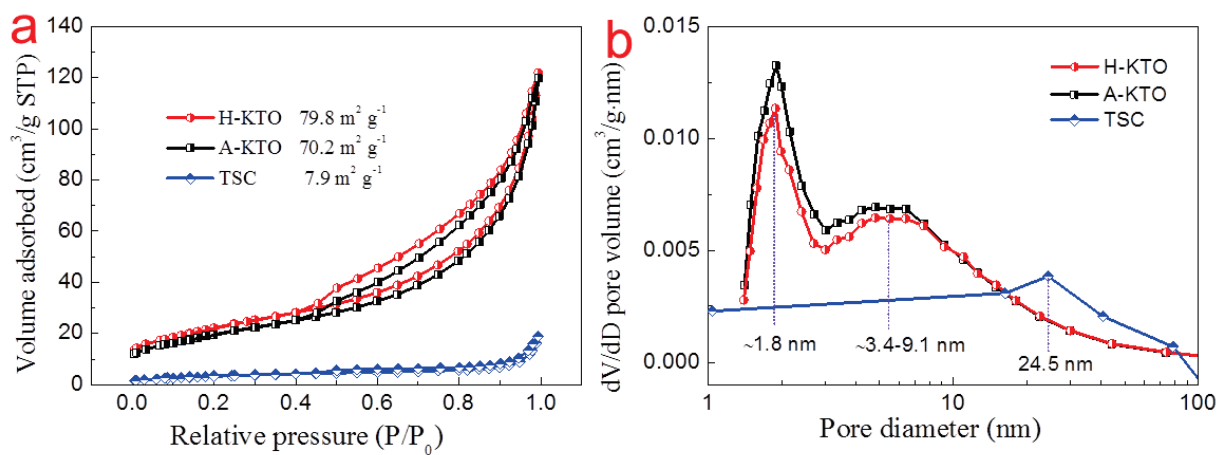 a
Volume adsorbed (cm³/g STP)
140
120
100
80
60
40
20
0
H-KTO 79.8 m² g⁻¹
A-KTO 70.2 m² g⁻¹
TSC 7.9 m² g⁻¹
0.0 0.2 0.4 0.6 0.8 1.0
Relative pressure (P/P₀)
b
dV/dD pore volume (cm³/g·nm)
0.015
0.010
0.005
0.000
H-KTO
A-KTO
TSC
~1.8 nm
~3.4-9.1 nm
24.5 nm
1 10 100
Pore diameter (nm)